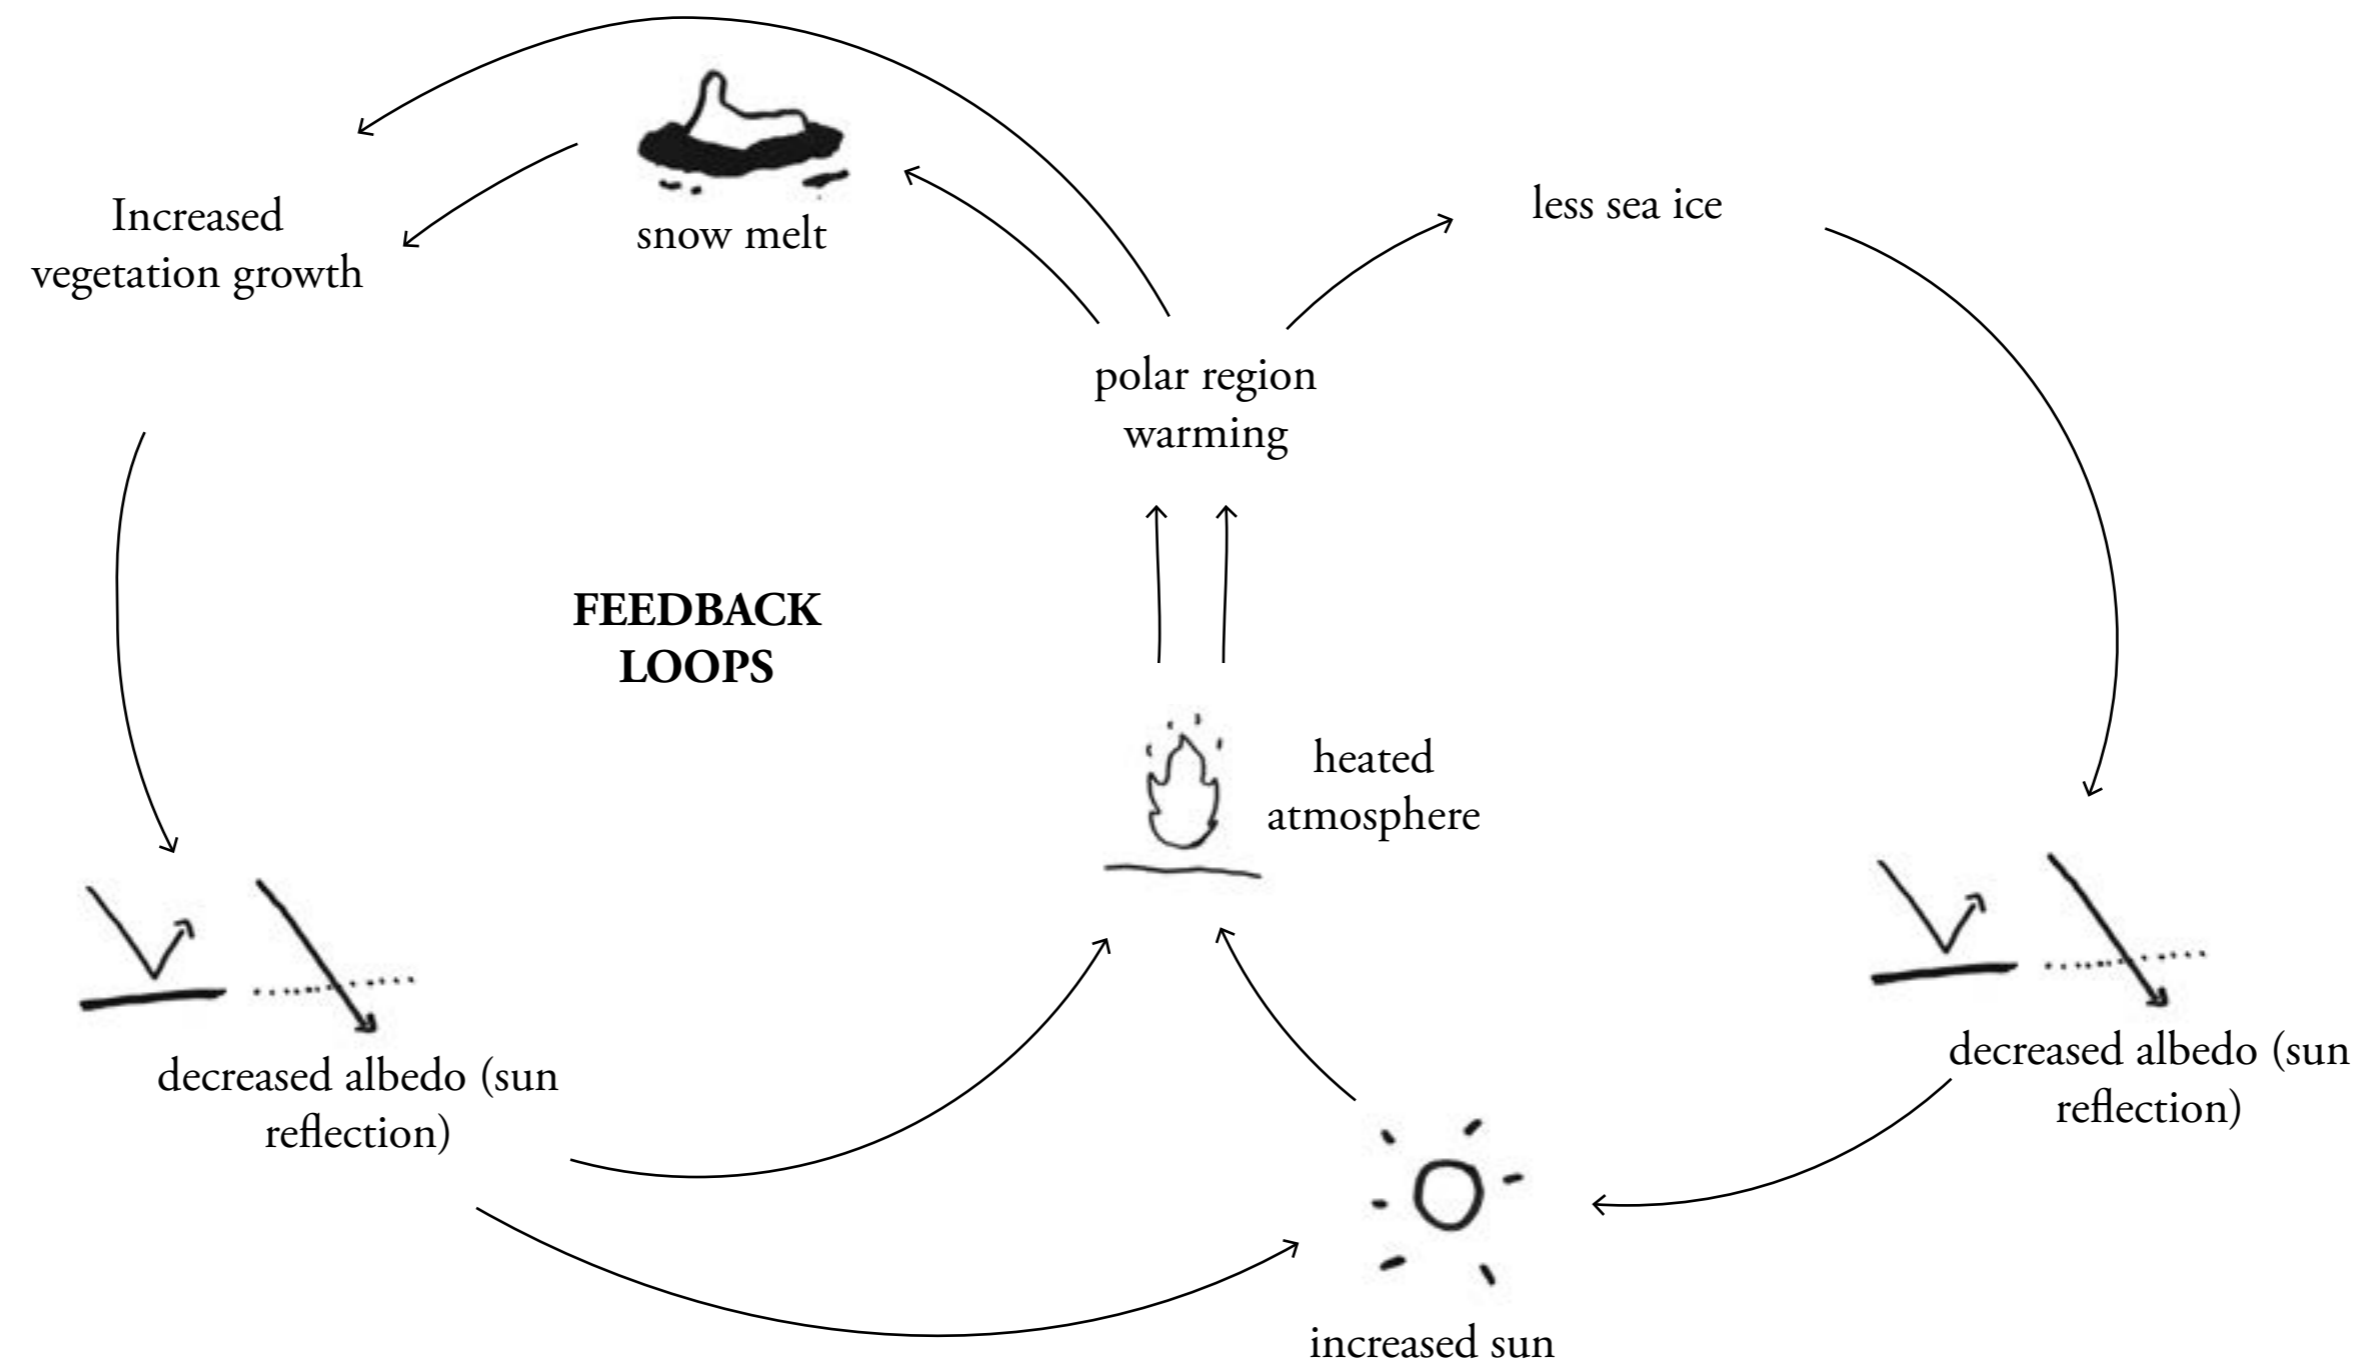 Increased
vegetation growth
snow melt
less sea ice
polar region
warming
FEEDBACK
LOOPS
heated
atmosphere
decreased albedo (sun
reflection)
decreased albedo (sun
reflection)
increased sun